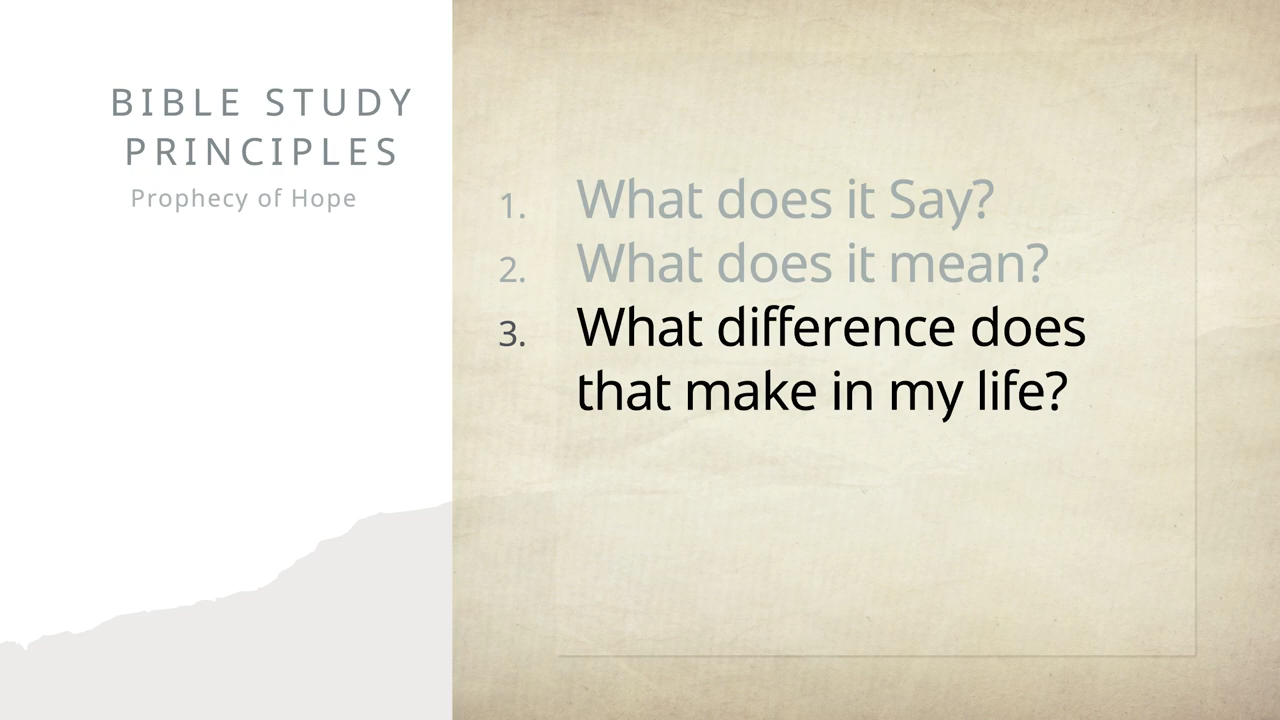 BIBLE STUDY
PRINCIPLES
Prophecy of Hope
1. What does it Say?
2. What does it mean?
3. What difference does
that make in my life?